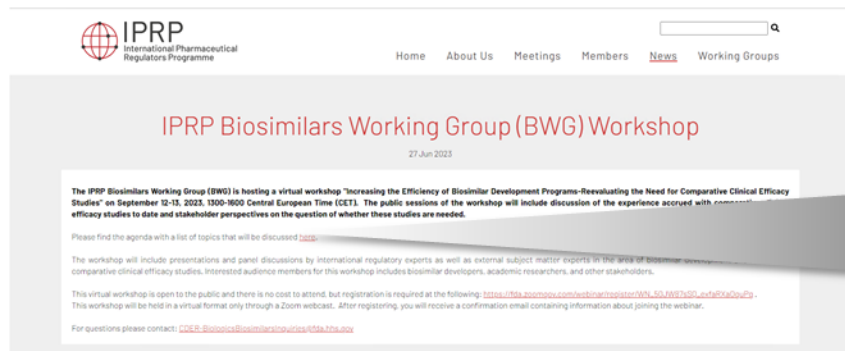 IPRP
International Pharmaceutical
Regulators Programme
Home About Us Meetings Members News Working Groups
IPRP Biosimilars Working Group (BWG) Workshop
27 Jun 2023
The IPRP Biosimilars Working Group (BWG) is hosting a virtual workshop "Increasing the Efficiency of Biosimilar Development Programs-Reevaluating the Need for Comparative Clinical Efficacy
Studies" on September 12-13, 2023, 1300-1600 Central European Time (CET). The public sessions of the workshop will include discussion of the experience accrued with
efficacy studies to date and stakeholder perspectives on the question of whether these studies are needed.
Please find the agenda with a list of topics that will be discussed here.
The workshop will include presentations and panel discussions by international regulatory experts as well as external subject matter experts in the area of biosimilar
comparative clinical efficacy studies. Interested audience members for this workshop includes biosimilar developers, academic researchers, and other stakeholders.
This virtual workshop is open to the public and there is no cost to attend, but registration is required at the following:
This workshop will be held in a virtual format only through a Zoom webcast. After registering, you will receive a confirmation email containing information about joining the webinar.
For questions please contact: CDER-BiologicsBiosimilarsInquiries@fda.hhs.gov